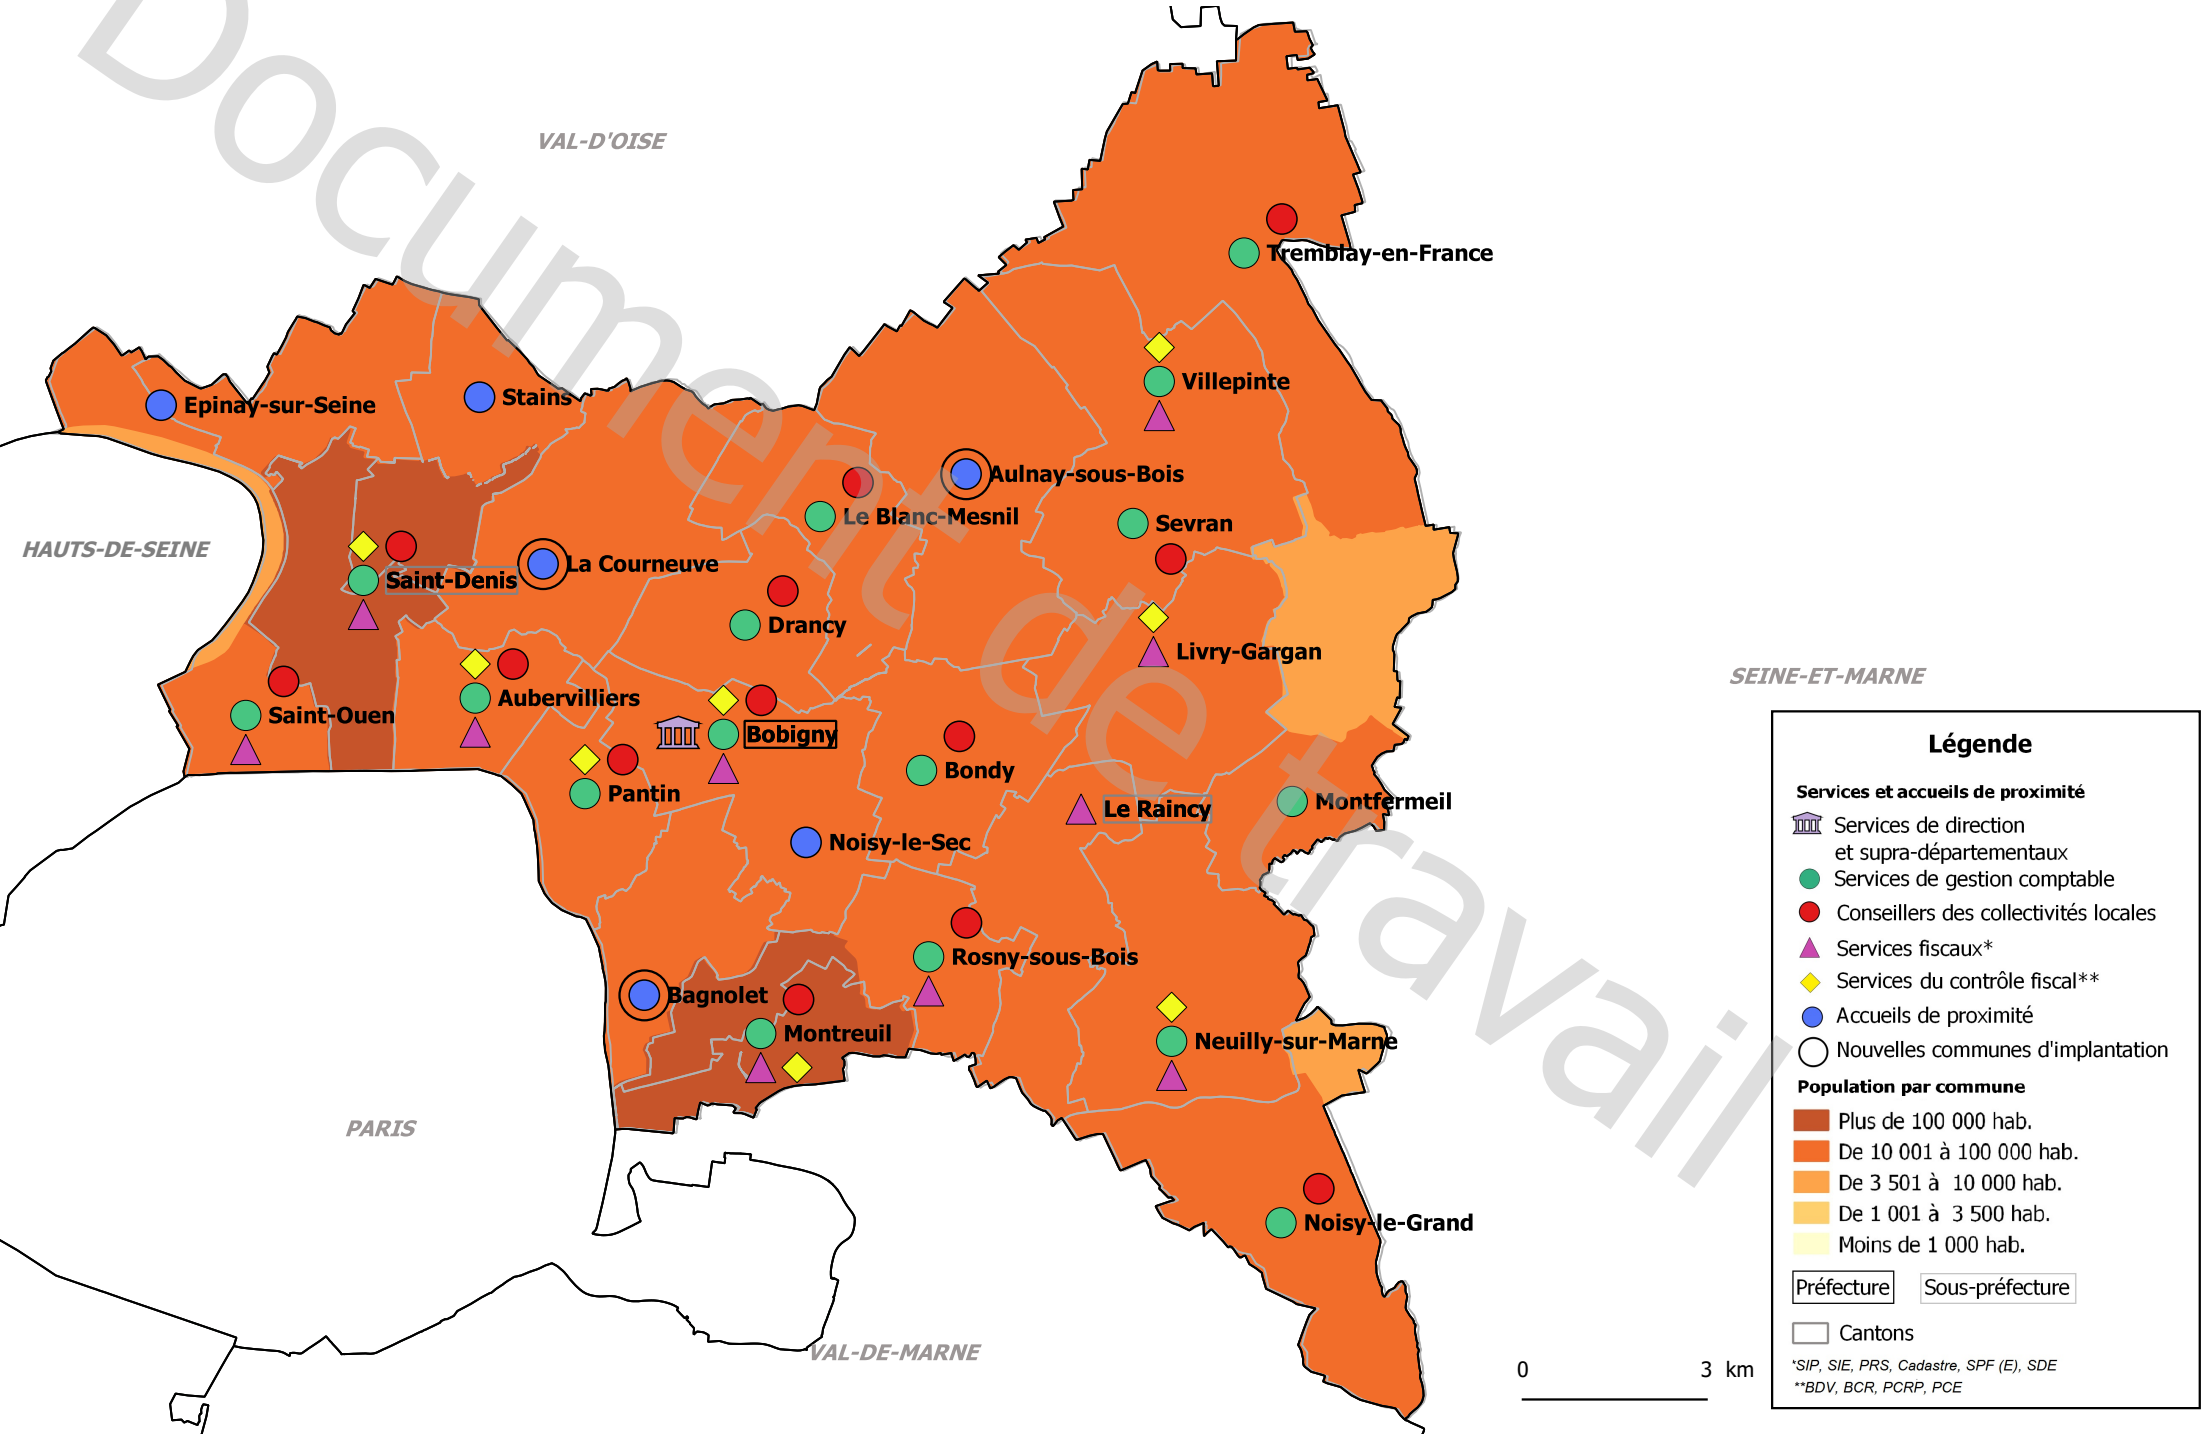 Document de travail
VAL-D'OISE
Tremblay-en-France
Villepinte
Epinay-sur-Seine
Stains
Aulnay-sous-Bois
Le Blanc-Mesnil
Sevran
HAUTS-DE-SEINE
La Courneuve
Saint-Denis
Drancy
Livry-Gargan
SEINE-ET-MARNE
Aubervilliers
Saint-Ouen
Bobigny
Bondy
Pantin
Le Raincy
Montfermeil
Noisy-le-Sec
Rosny-sous-Bois
Bagnolet
Montreuil
Neuilly-sur-Marne
PARIS
Noisy-le-Grand
VAL-DE-MARNE
0 3 km
Légende
Services et accueils de proximité
Services de direction
et supra-départementaux
Services de gestion comptable
Conseillers des collectivités locales
Services fiscaux*
Services du contrôle fiscal**
Accueils de proximité
Nouvelles communes d'implantation
Population par commune
Plus de 100 000 hab.
De 10 001 à 100 000 hab.
De 3 501 à 10 000 hab.
De 1 001 à 3 500 hab.
Moins de 1 000 hab.
Préfecture Sous-préfecture
Cantons
*SIP, SIE, PRS, Cadastre, SPF (E), SDE
**BDV, BCR, PCRP, PCE